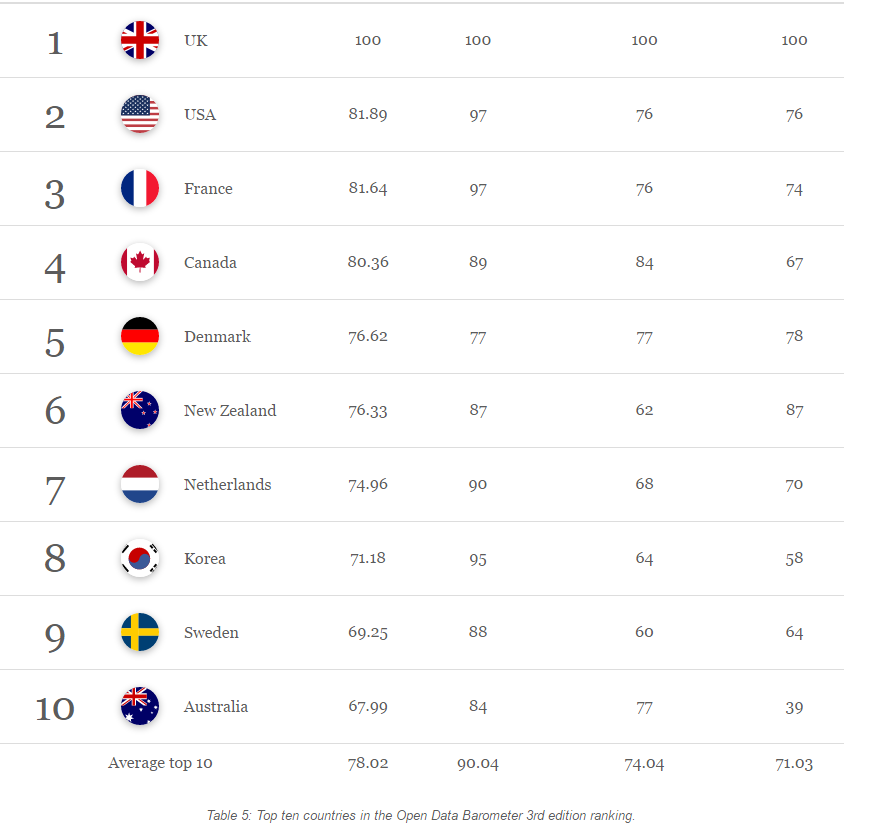 1 UK 100 100 100 100
2 USA 81.89 97 76 76
3 France 81.64 97 76 74
4 Canada 80.36 89 84 67
5 Denmark 76.62 77 77 78
6 New Zealand 76.33 87 62 87
7 Netherlands 74.96 90 68 70
8 Korea 71.18 95 64 58
9 Sweden 69.25 88 60 64
10 Australia 67.99 84 77 39
Average top 10 78.02 90.04 74.04 71.03
Table 5: Top ten countries in the Open Data Barometer 3rd edition ranking.